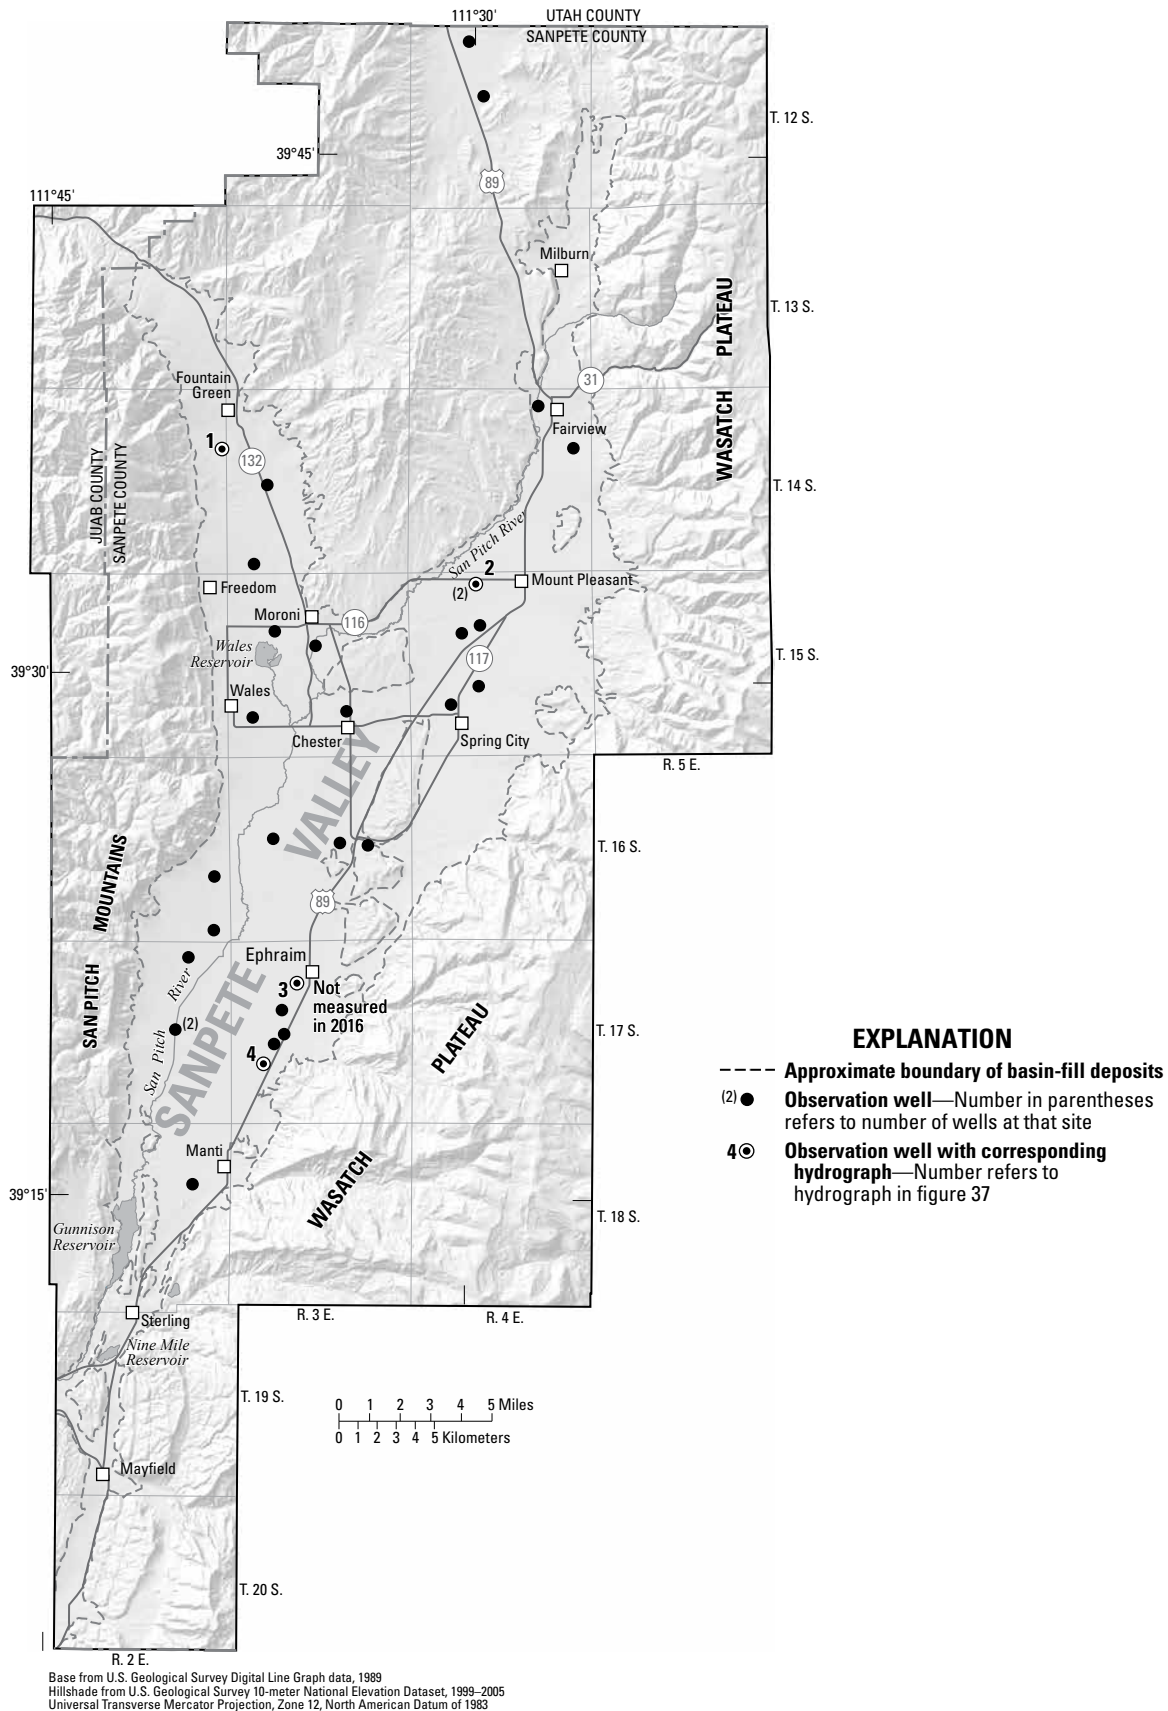 111°30'
UTAH COUNTY
SANPETE COUNTY
T. 12 S.
39°45'
89
111°45'
Milburn
WASATCH PLATEAU
T. 13 S.
31
Fountain
Green
Fairview
1
132
JUAB COUNTY
SANPETE COUNTY
T. 14 S.
San Pitch River
2
(2)
Mount Pleasant
Freedom
Moroni
116
Wales
Reservoir
117
T. 15 S.
39°30'
Wales
Chester
Spring City
R. 5 E.
SANPETE VALLEY
SAN PITCH MOUNTAINS
T. 16 S.
89
Ephraim
3
Not
measured
in 2016
San Pitch River
(2)
4
WASATCH PLATEAU
T. 17 S.
Manti
39°15'
T. 18 S.
Gunnison
Reservoir
R. 3 E.
R. 4 E.
Sterling
Nine Mile
Reservoir
T. 19 S.
0 1 2 3 4 5 Miles
0 1 2 3 4 5 Kilometers
Mayfield
T. 20 S.
R. 2 E.
EXPLANATION
Approximate boundary of basin-fill deposits
(2) Observation well—Number in parentheses
refers to number of wells at that site
4 Observation well with corresponding
hydrograph—Number refers to
hydrograph in figure 37
Base from U.S. Geological Survey Digital Line Graph data, 1989
Hillshade from U.S. Geological Survey 10-meter National Elevation Dataset, 1999–2005
Universal Transverse Mercator Projection, Zone 12, North American Datum of 1983